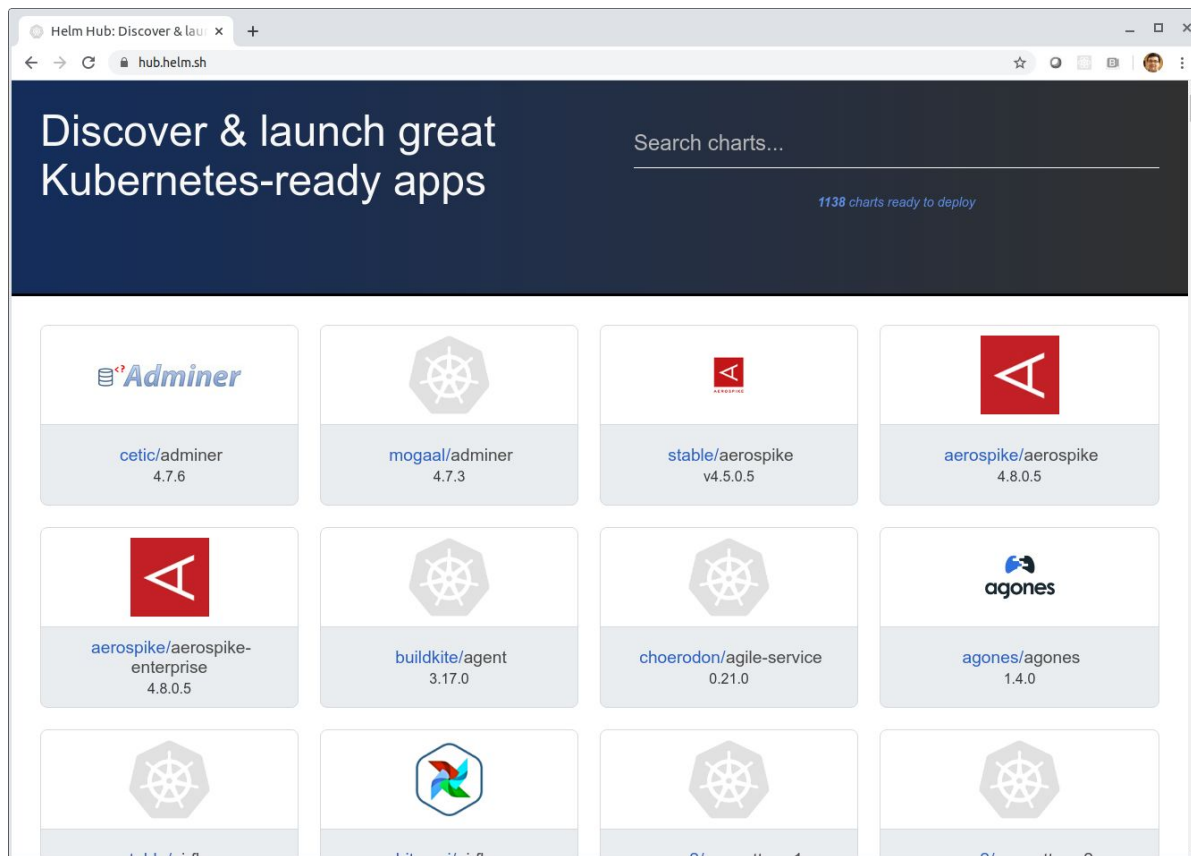 Helm Hub: Discover & lau
hub.helm.sh
Discover & launch great
Kubernetes-ready apps
Search charts...
1138 charts ready to deploy
Adminer
cetic/adminer
4.7.6
mogaal/adminer
4.7.3
AEROSPIKE
stable/aerospike
v4.5.0.5
aerospike/aerospike
4.8.0.5
aerospike/aerospike-
enterprise
4.8.0.5
buildkite/agent
3.17.0
choerodon/agile-service
0.21.0
agones
agones/agones
1.4.0